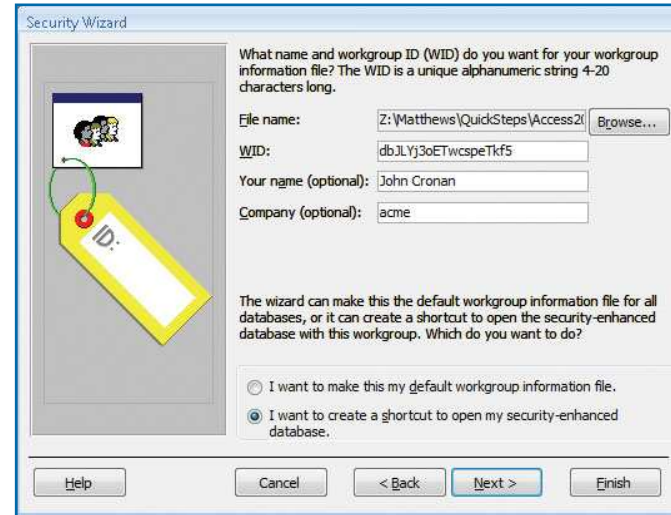 Security Wizard
What name and workgroup ID (WID) do you want for your workgroup
information file? The WID is a unique alphanumeric string 4-20
characters long.
File name: Z:\Matthews\QuickSteps\Access20 Browse...
WID: dbJLYj3oETwcspeTkf5
Your name (optional): John Cronan
Company (optional): acme
ID:
The wizard can make this the default workgroup information file for all
databases, or it can create a shortcut to open the security-enhanced
database with this workgroup. Which do you want to do?
I want to make this my default workgroup information file.
I want to create a shortcut to open my security-enhanced
database.
Help Cancel < Back Next > Finish